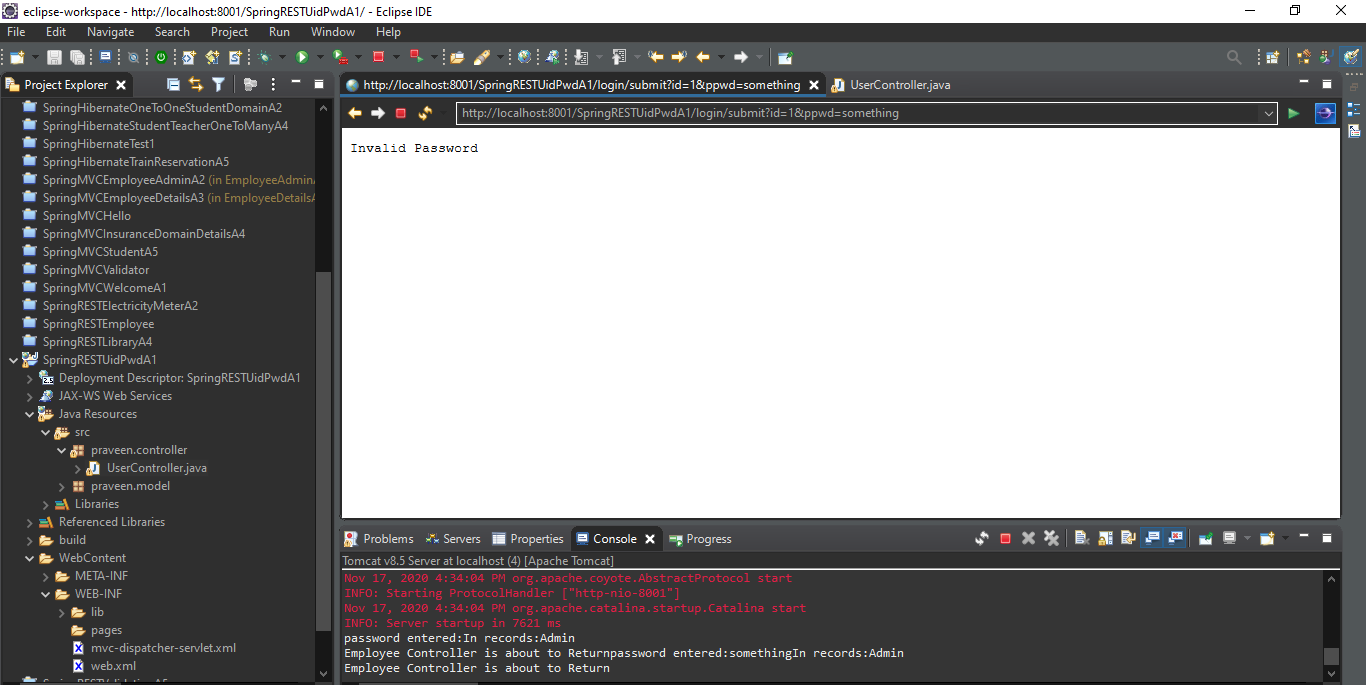 eclipse-workspace - http://localhost:8001/SpringRESTUidPwdA1/ - Eclipse IDE
File Edit Navigate Search Project Run Window Help
Project Explorer
SpringHibernateOneToOneStudentDomainA2
SpringHibernateStudentTeacherOneToManyA4
SpringHibernateTest1
SpringHibernateTrainReservationA5
SpringMVCEmployeeAdminA2 (in EmployeeAdmin
SpringMVCEmployeeDetailsA3 (in EmployeeDetails
SpringMVCHello
SpringMVCInsuranceDomainDetailsA4
SpringMVCStudentA5
SpringMVCValidator
SpringMVCWelcomeA1
SpringRESTElectricityMeterA2
SpringRESTEmployee
SpringRESTLibraryA4
SpringRESTUidPwdA1
Deployment Descriptor: SpringRESTUidPwdA1
JAX-WS Web Services
Java Resources
src
praveen.controller
UserController.java
praveen.model
Libraries
Referenced Libraries
build
WebContent
META-INF
WEB-INF
lib
pages
mvc-dispatcher-servlet.xml
web.xml
http://localhost:8001/SpringRESTUidPwdA1/login/submit?id=1&ppwd=something UserController.java
http://localhost:8001/SpringRESTUidPwdA1/login/submit?id=1&ppwd=something
Invalid Password
Problems Servers Properties Console Progress
Tomcat v8.5 Server at localhost (4) [Apache Tomcat]
Nov 17, 2020 4:34:04 PM org.apache.coyote.AbstractProtocol start
INFO: Starting ProtocolHandler ["http-nio-8001"]
Nov 17, 2020 4:34:04 PM org.apache.catalina.startup.Catalina start
INFO: Server startup in 7621 ms
password entered:In records:Admin
Employee Controller is about to Returnpassword entered:somethingIn records:Admin
Employee Controller is about to Return